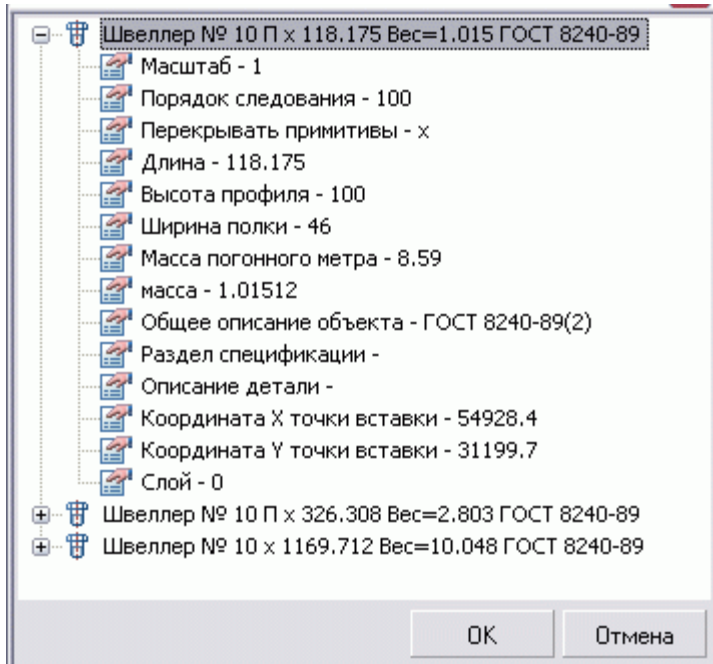 Швеллер № 10 П x 118.175 Вес=1.015 ГОСТ 8240-89
Масштаб - 1
Порядок следования - 100
Перекрывать примитивы - x
Длина - 118.175
Высота профиля - 100
Ширина полки - 46
Масса погонного метра - 8.59
масса - 1.01512
Общее описание объекта - ГОСТ 8240-89(2)
Раздел спецификации -
Описание детали -
Координата X точки вставки - 54928.4
Координата Y точки вставки - 31199.7
Слой - 0
Швеллер № 10 П x 326.308 Вес=2.803 ГОСТ 8240-89
Швеллер № 10 x 1169.712 Вес=10.048 ГОСТ 8240-89
OK Отмена